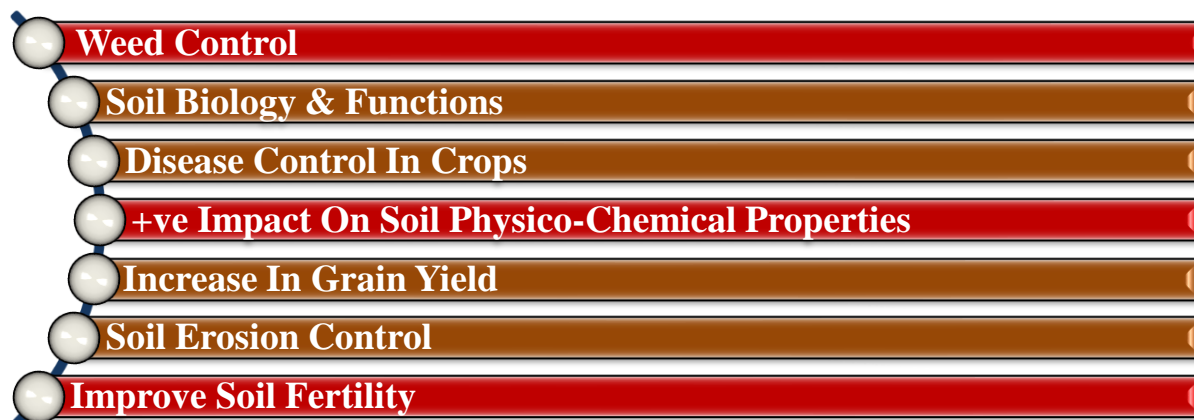 Weed Control
Soil Biology & Functions
Disease Control In Crops
+ve Impact On Soil Physico-Chemical Properties
Increase In Grain Yield
Soil Erosion Control
Improve Soil Fertility